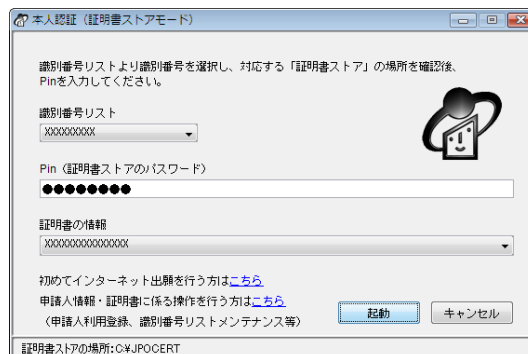 本人認証（証明書ストアモード）
識別番号リストより識別番号を選択し、対応する「証明書ストア」の場所を確認後、
Pinを入力してください。
識別番号リスト
XXXXXXXXX
Pin（証明書ストアのパスワード）
●●●●●●●●
証明書の情報
XXXXXXXXXXXXXX
初めてインターネット出願を行う方はこちら
申請人情報・証明書に係る操作を行う方はこちら
（申請人利用登録、識別番号リストメンテナンス等）
起動
キャンセル
証明書ストアの場所:C:¥JPOCERT